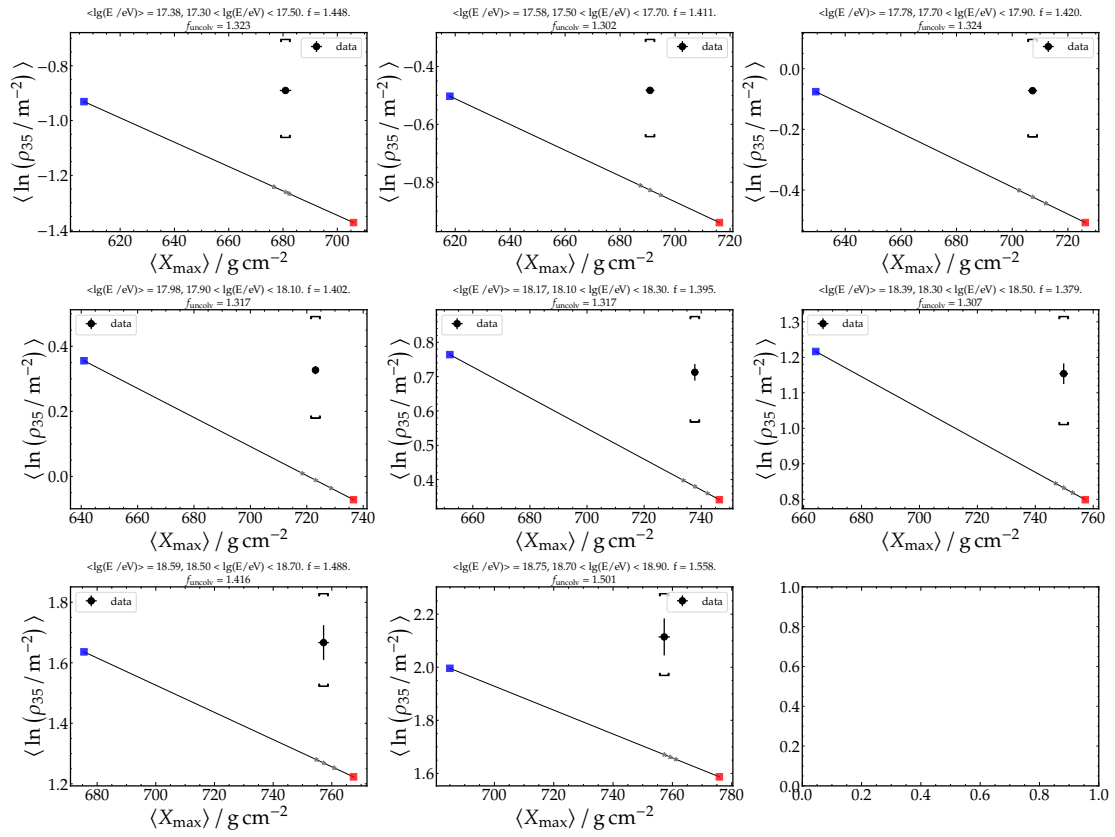 <lg(E /eV)> = 17.38, 17.30 < lg(E/eV) < 17.50. f = 1.448.
f_uncolv = 1.323
data
−0.8
−1.0
−1.2
−1.4
⟨ ln (ρ35 / m−2) ⟩
620 640 660 680 700
⟨Xmax⟩ / g cm−2
<lg(E /eV)> = 17.58, 17.50 < lg(E/eV) < 17.70. f = 1.411.
f_uncolv = 1.302
data
−0.4
−0.6
−0.8
⟨ ln (ρ35 / m−2) ⟩
620 640 660 680 700 720
⟨Xmax⟩ / g cm−2
<lg(E /eV)> = 17.78, 17.70 < lg(E/eV) < 17.90. f = 1.420.
f_uncolv = 1.324
data
0.0
−0.2
−0.4
⟨ ln (ρ35 / m−2) ⟩
640 660 680 700 720
⟨Xmax⟩ / g cm−2
<lg(E /eV)> = 17.98, 17.90 < lg(E/eV) < 18.10. f = 1.402.
f_uncolv = 1.317
data
0.4
0.2
0.0
⟨ ln (ρ35 / m−2) ⟩
640 660 680 700 720 740
⟨Xmax⟩ / g cm−2
<lg(E /eV)> = 18.17, 18.10 < lg(E/eV) < 18.30. f = 1.395.
f_uncolv = 1.317
data
0.8
0.7
0.6
0.5
0.4
⟨ ln (ρ35 / m−2) ⟩
660 680 700 720 740
⟨Xmax⟩ / g cm−2
<lg(E /eV)> = 18.39, 18.30 < lg(E/eV) < 18.50. f = 1.379.
f_uncolv = 1.307
data
1.3
1.2
1.1
1.0
0.9
0.8
⟨ ln (ρ35 / m−2) ⟩
660 680 700 720 740 760
⟨Xmax⟩ / g cm−2
<lg(E /eV)> = 18.59, 18.50 < lg(E/eV) < 18.70. f = 1.488.
f_uncolv = 1.416
data
1.8
1.6
1.4
1.2
⟨ ln (ρ35 / m−2) ⟩
680 700 720 740 760
⟨Xmax⟩ / g cm−2
<lg(E /eV)> = 18.75, 18.70 < lg(E/eV) < 18.90. f = 1.558.
f_uncolv = 1.501
data
2.2
2.0
1.8
1.6
⟨ ln (ρ35 / m−2) ⟩
700 720 740 760 780
⟨Xmax⟩ / g cm−2
1.0
0.8
0.6
0.4
0.2
0.0
0.0 0.2 0.4 0.6 0.8 1.0